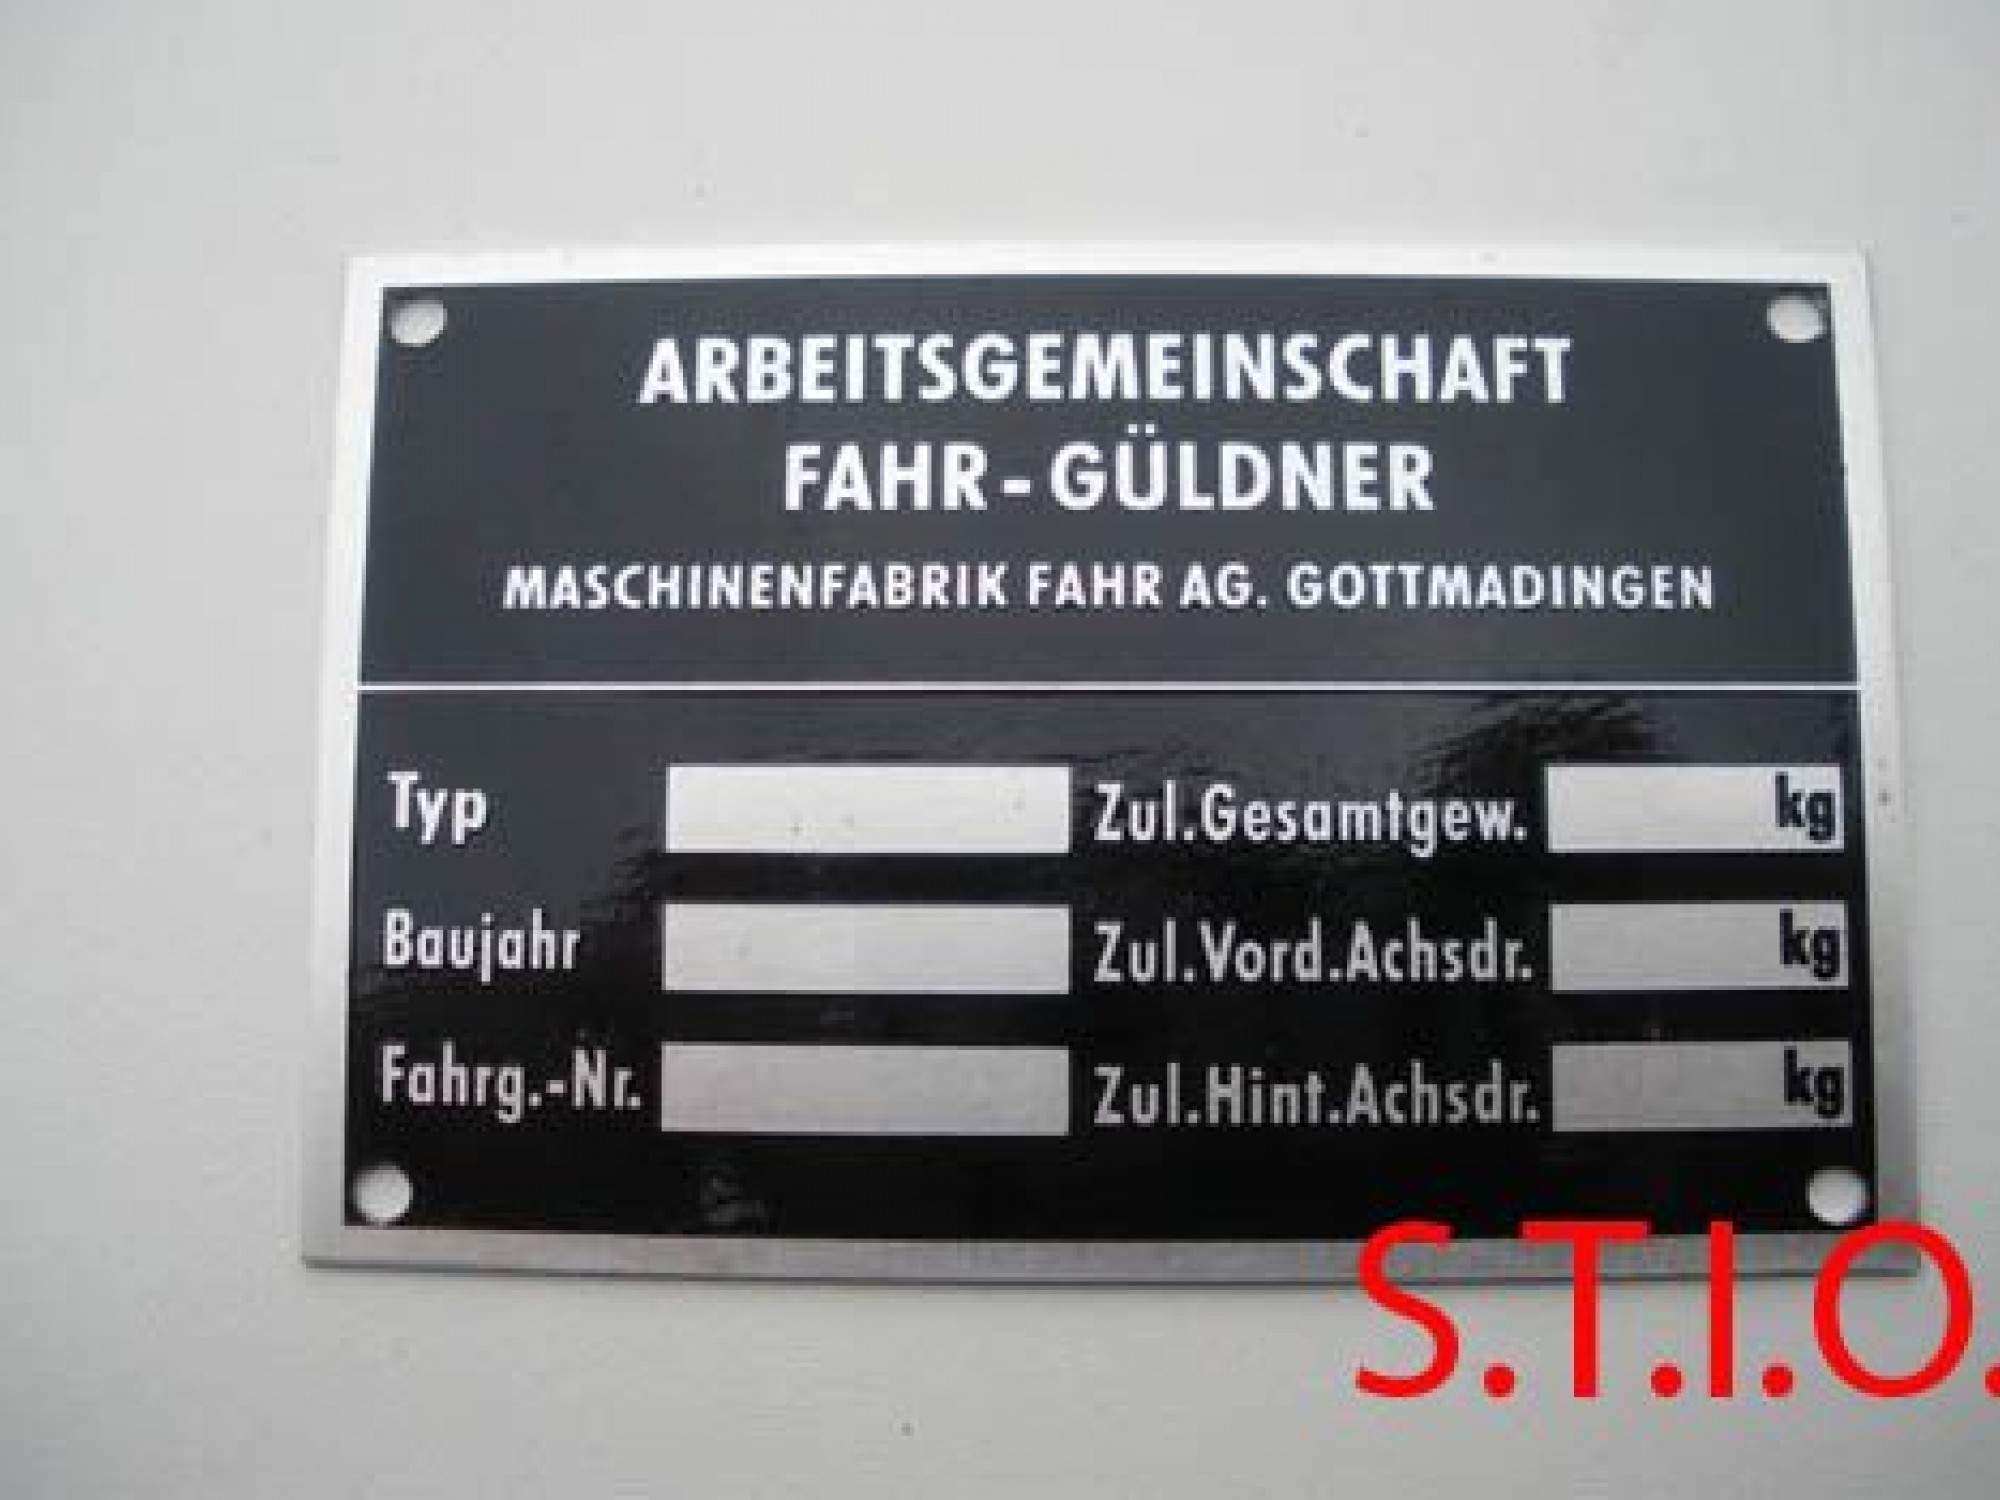 ARBEITSGEMEINSCHAFT
FAHR-GÜLDNER
MASCHINENFABRIK FAHR AG. GOTTMADINGEN
Typ Zul.Gesamtgew. kg
Baujahr Zul.Vord.Achsdr. kg
Fahrg.-Nr. Zul.Hint.Achsdr. kg
S.T.I.O.